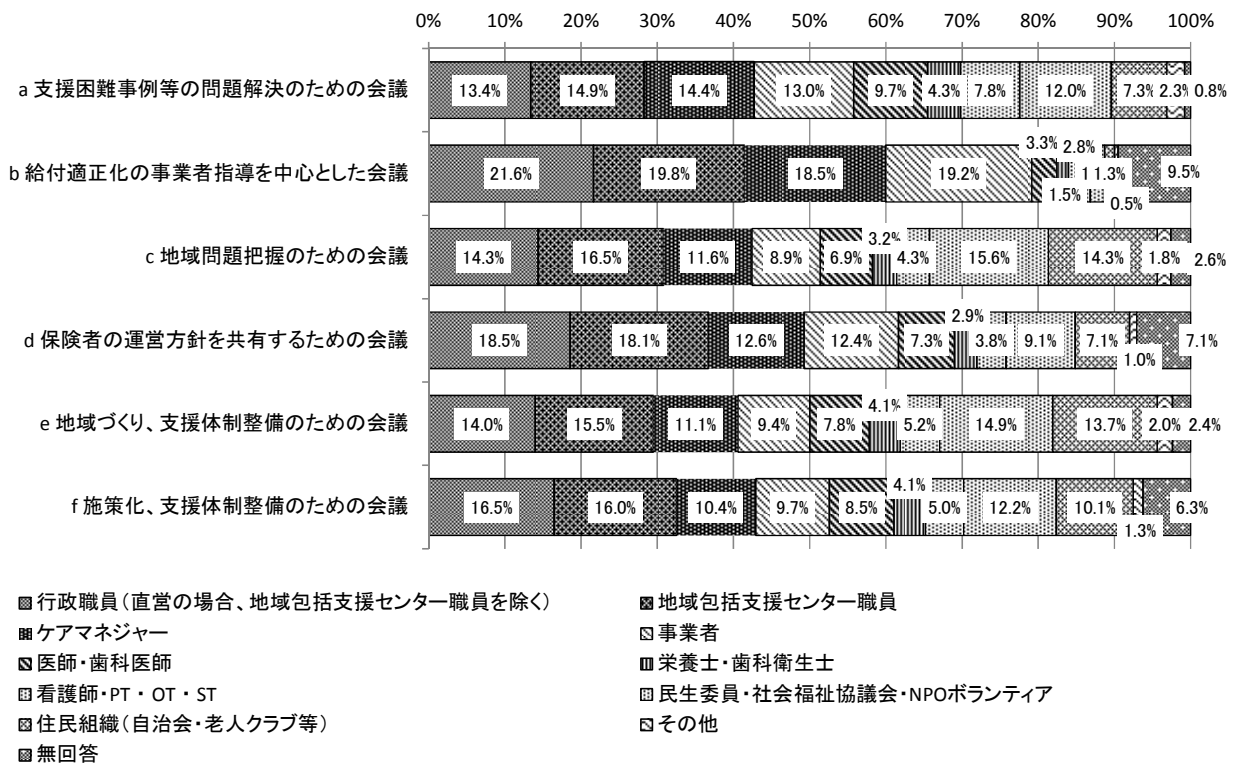 0% 10% 20% 30% 40% 50% 60% 70% 80% 90% 100%
a 支援困難事例等の問題解決のための会議 13.4% 14.9% 14.4% 13.0% 9.7% 4.3% 7.8% 12.0% 7.3% 2.3% 0.8%
b 給付適正化の事業者指導を中心とした会議 21.6% 19.8% 18.5% 19.2% 3.3% 1.5% 2.8% 1.3% 0.5% 9.5%
c 地域問題把握のための会議 14.3% 16.5% 11.6% 8.9% 6.9% 3.2% 4.3% 15.6% 14.3% 1.8% 2.6%
d 保険者の運営方針を共有するための会議 18.5% 18.1% 12.6% 12.4% 7.3% 2.9% 3.8% 9.1% 7.1% 1.0% 7.1%
e 地域づくり、支援体制整備のための会議 14.0% 15.5% 11.1% 9.4% 7.8% 4.1% 5.2% 14.9% 13.7% 2.0% 2.4%
f 施策化、支援体制整備のための会議 16.5% 16.0% 10.4% 9.7% 8.5% 4.1% 5.0% 12.2% 10.1% 1.3% 6.3%
行政職員（直営の場合、地域包括支援センター職員を除く） 地域包括支援センター職員
ケアマネジャー 事業者
医師・歯科医師 栄養士・歯科衛生士
看護師・PT ・ OT ・ ST 民生委員・社会福祉協議会・NPOボランティア
住民組織（自治会・老人クラブ等） その他
無回答